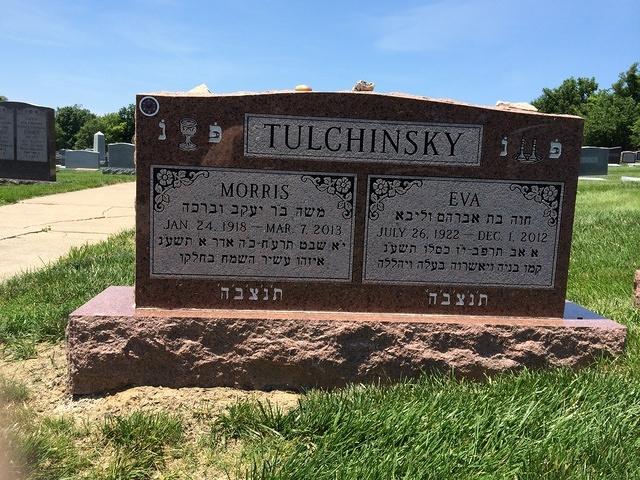 פ נ
פ נ
TULCHINSKY
MORRIS
משה בר יעקב וברכה
JAN. 24, 1918 — MAR. 7, 2013
י׳א שבט תרע״ח-כ״ה אדר א תשע״ג
איזהו עשיר השמח בחלקו
ת׳נ׳צ׳ב׳ה׳
EVA
חוה בת אברהם וליבא
JULY 26, 1922 — DEC. 1, 2012
א אב תרפ״ב י״ז כסלו תשע״ג
קמו בניה ויאשרוה בעלה ויהללה
ת׳נ׳צ׳ב׳ה׳